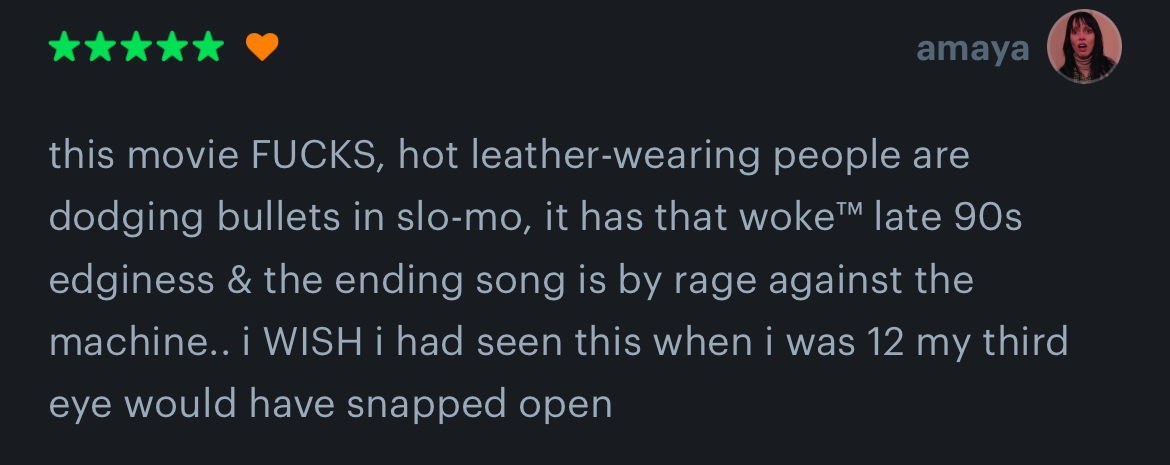 amaya
this movie FUCKS, hot leather-wearing people are
dodging bullets in slo-mo, it has that woke™ late 90s
edginess & the ending song is by rage against the
machine.. i WISH i had seen this when i was 12 my third
eye would have snapped open